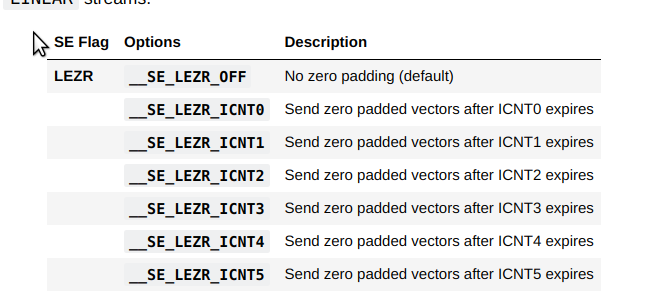 LINEAR streams.
SE Flag Options Description
LEZR __SE_LEZR_OFF No zero padding (default)
__SE_LEZR_ICNT0 Send zero padded vectors after ICNT0 expires
__SE_LEZR_ICNT1 Send zero padded vectors after ICNT1 expires
__SE_LEZR_ICNT2 Send zero padded vectors after ICNT2 expires
__SE_LEZR_ICNT3 Send zero padded vectors after ICNT3 expires
__SE_LEZR_ICNT4 Send zero padded vectors after ICNT4 expires
__SE_LEZR_ICNT5 Send zero padded vectors after ICNT5 expires